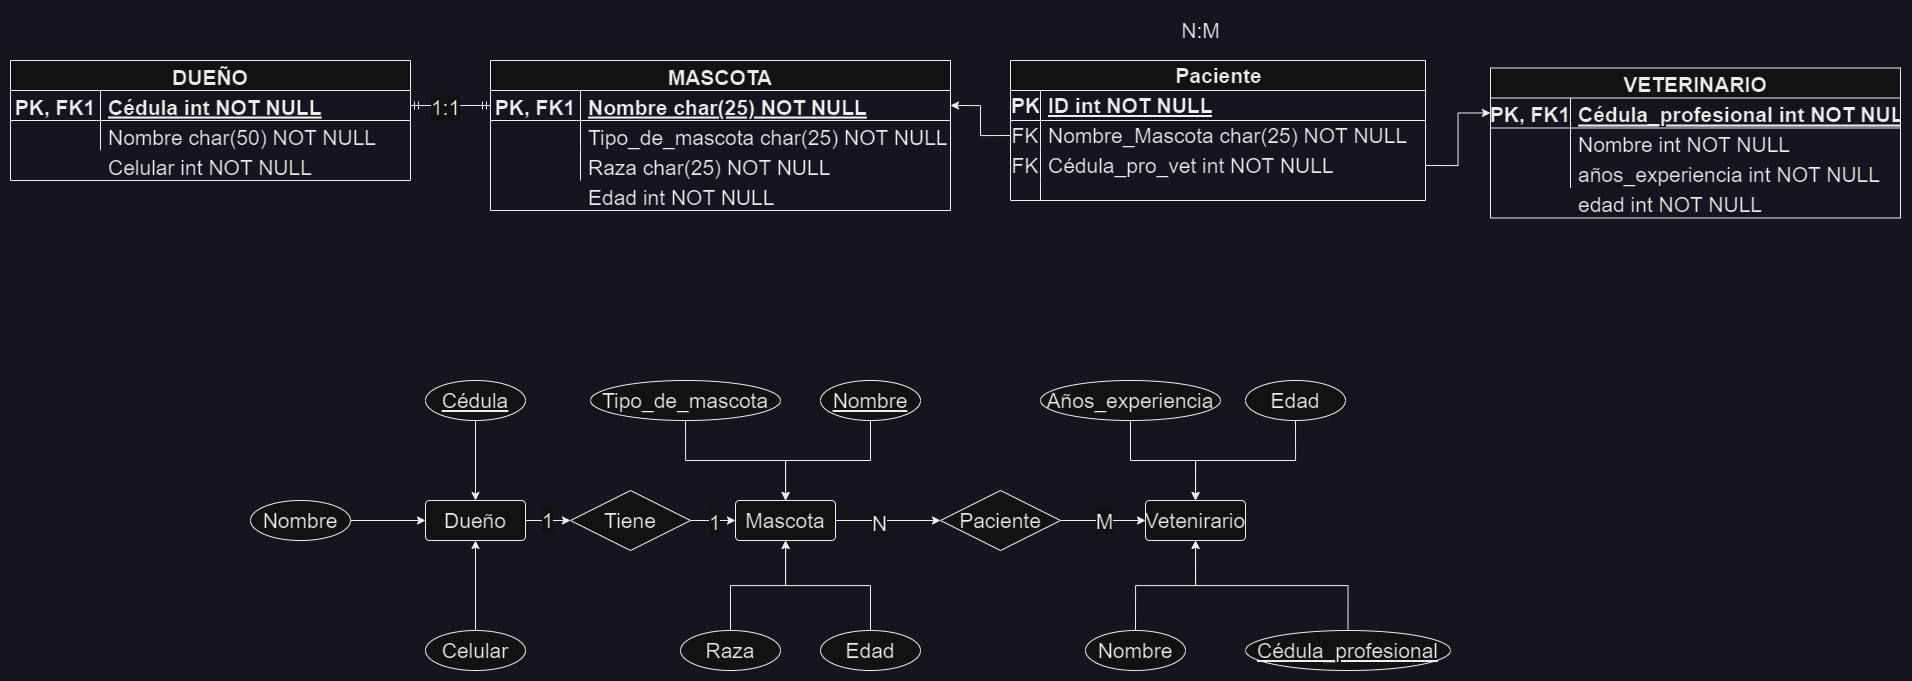 N:M
DUEÑO
PK, FK1 Cédula int NOT NULL
Nombre char(50) NOT NULL
Celular int NOT NULL
1:1
MASCOTA
PK, FK1 Nombre char(25) NOT NULL
Tipo_de_mascota char(25) NOT NULL
Raza char(25) NOT NULL
Edad int NOT NULL
Paciente
PK ID int NOT NULL
FK Nombre_Mascota char(25) NOT NULL
FK Cédula_pro_vet int NOT NULL
VETERINARIO
PK, FK1 Cédula_profesional int NOT NUL
Nombre int NOT NULL
años_experiencia int NOT NULL
edad int NOT NULL
Cédula
Tipo_de_mascota
Nombre
Años_experiencia
Edad
Nombre
Dueño
1
Tiene
1
Mascota
N
Paciente
M
Vetenirario
Celular
Raza
Edad
Nombre
Cédula_profesional